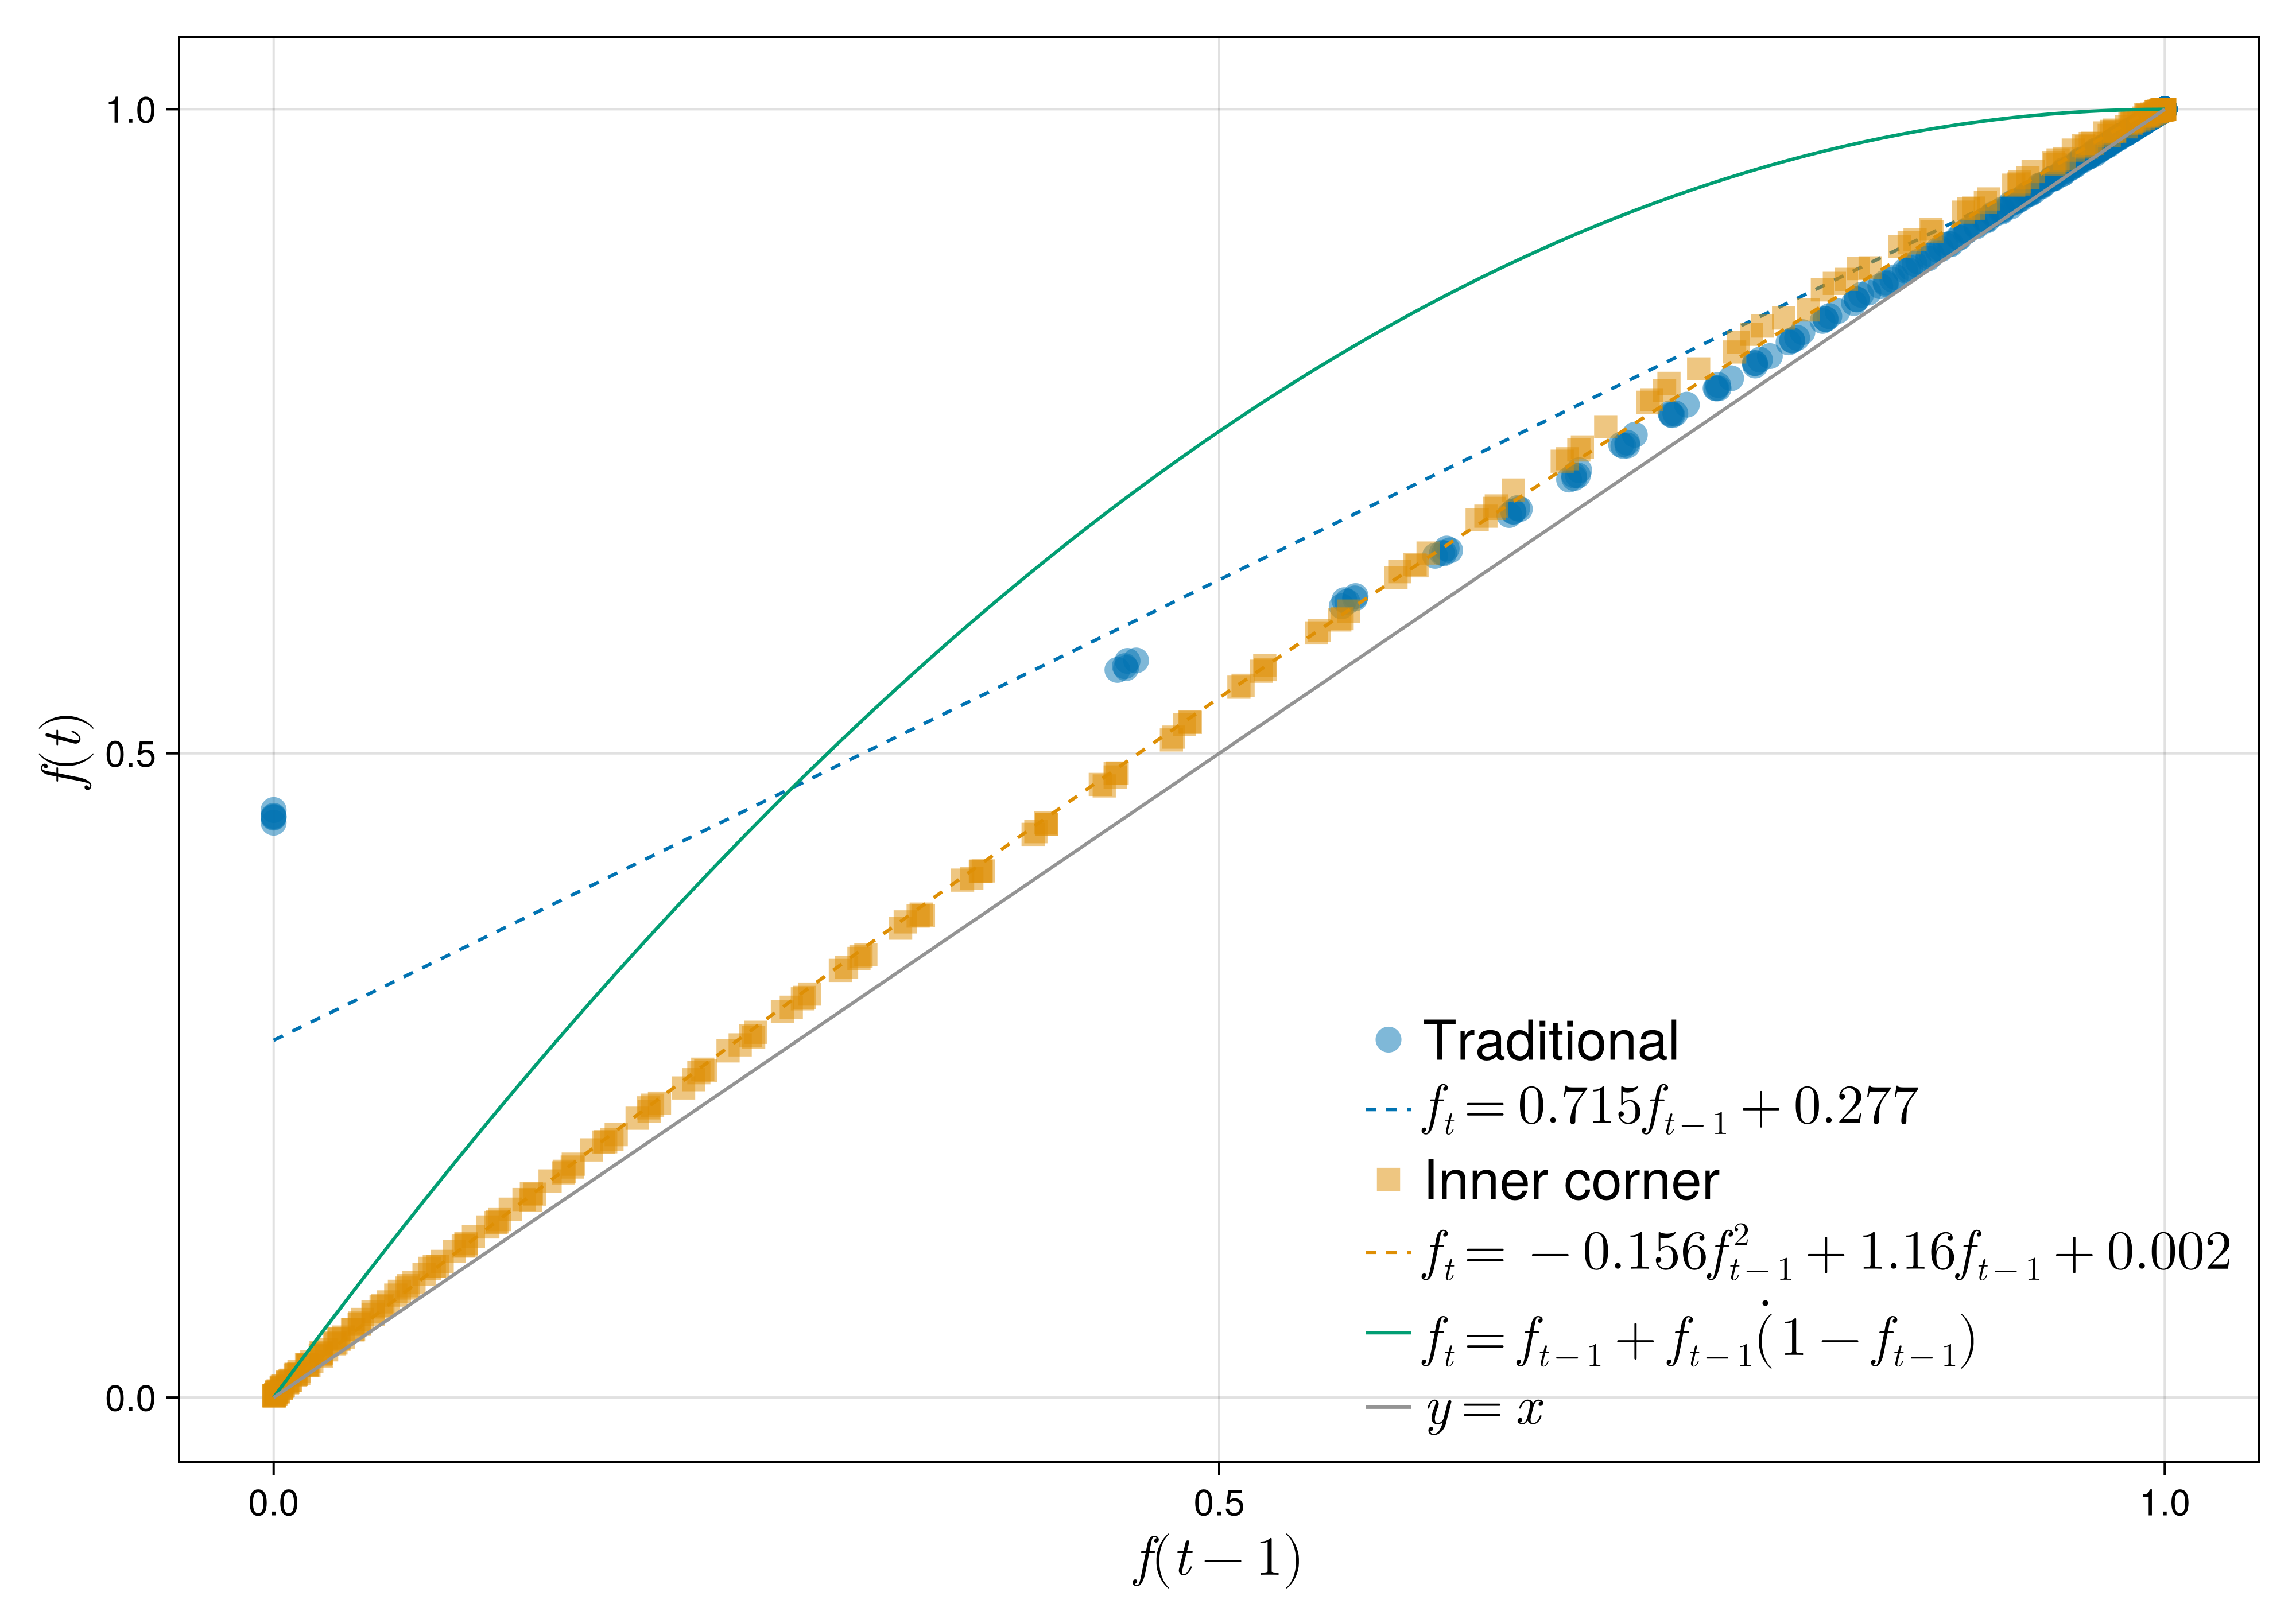 1.0
0.5
0.0
f(t)
Traditional
f_t = 0.715f_{t-1} + 0.277
Inner corner
f_t = -0.156f_{t-1}^2 + 1.16f_{t-1} + 0.002
f_t = f_{t-1} + f_{t-1}(̇1 - f_{t-1})
y = x
0.0 0.5 1.0
f(t-1)